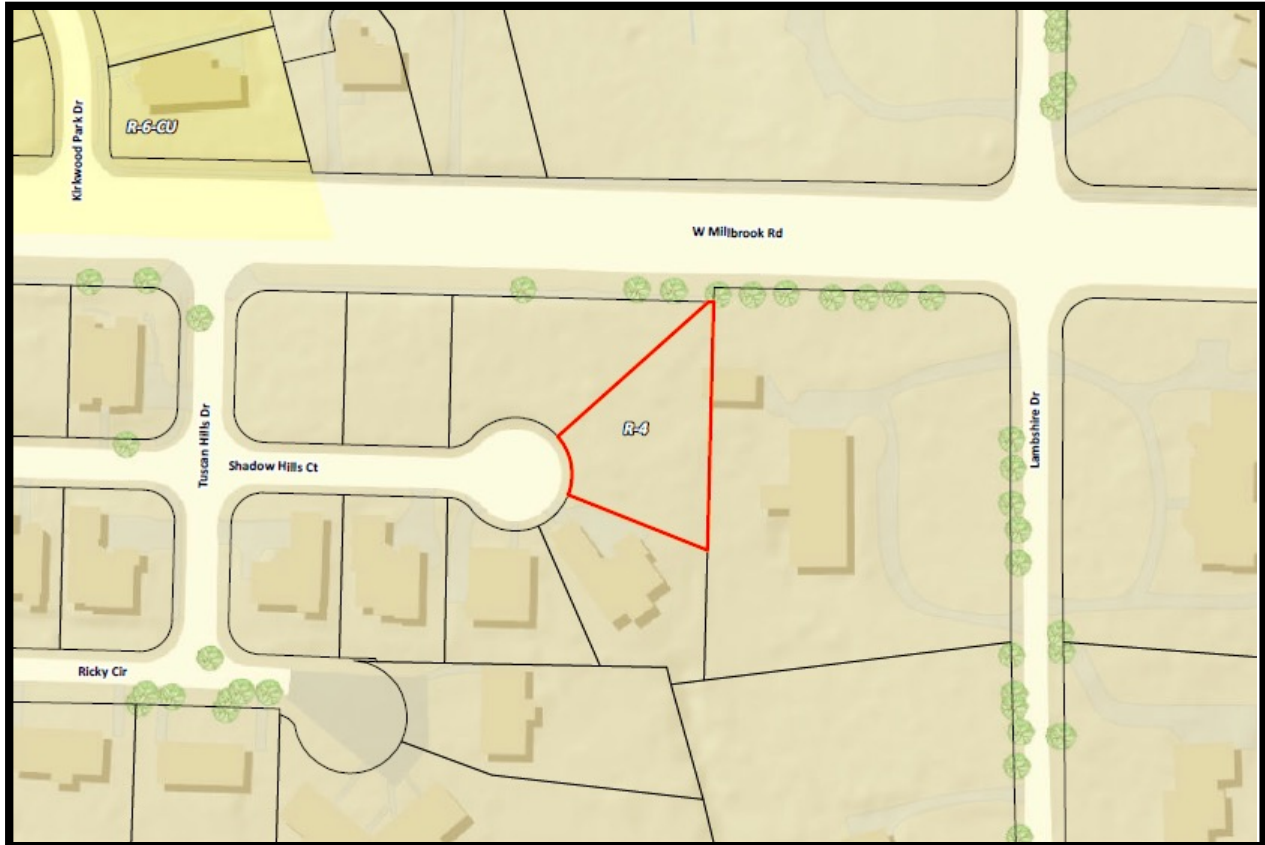 Kirkwood Park Dr
R-6-CU
W Millbrook Rd
Tuscan Hills Dr
R-4
Lambshire Dr
Shadow Hills Ct
Ricky Cir